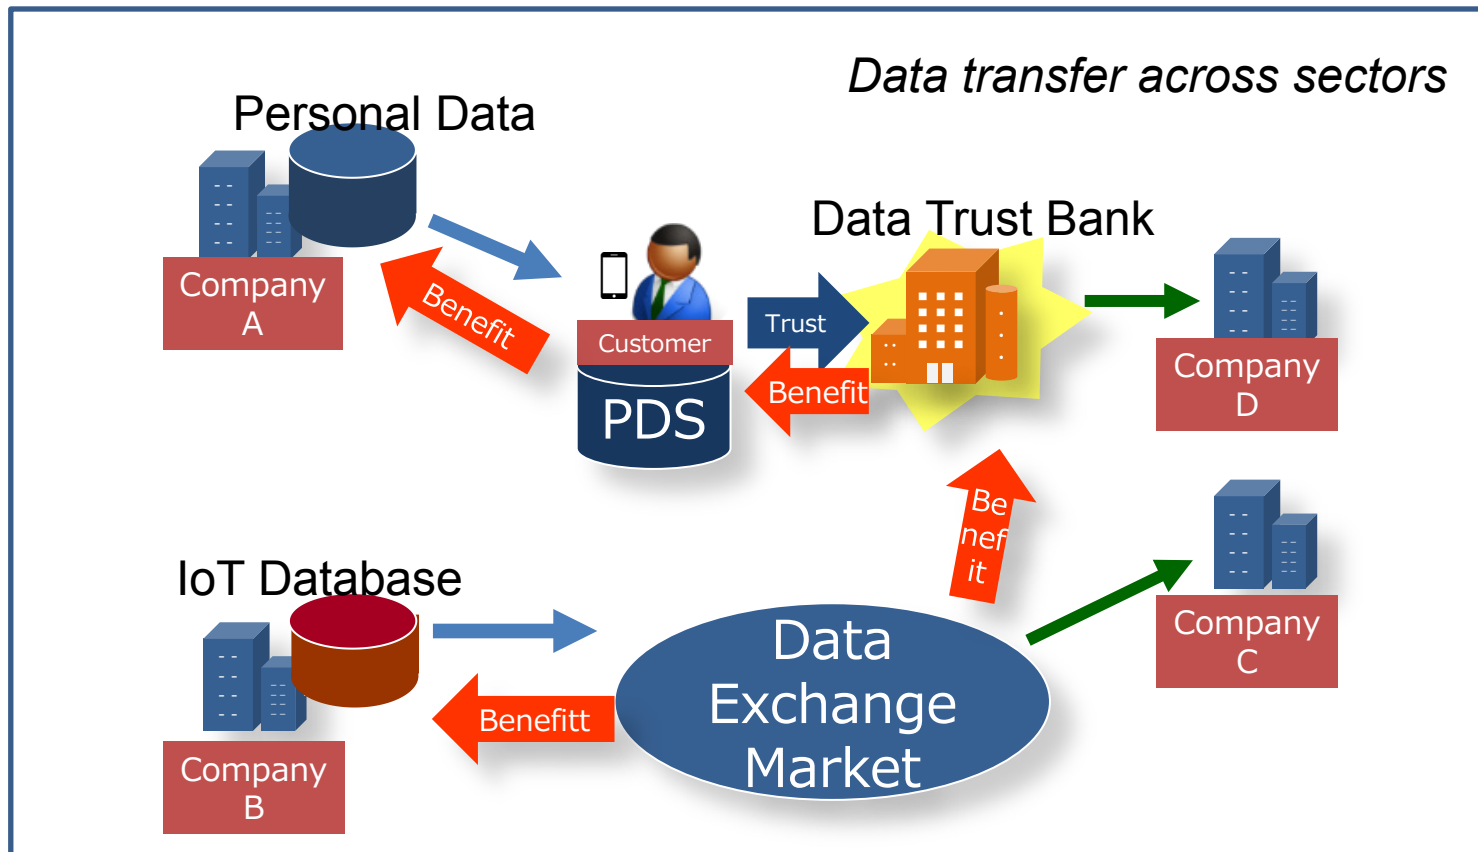 Data transfer across sectors
Personal Data
Data Trust Bank
Company
A
Benefit
Customer
PDS
Trust
Benefit
Company
D
Be
nef
it
IoT Database
Company
B
Benefitt
Data
Exchange
Market
Company
C